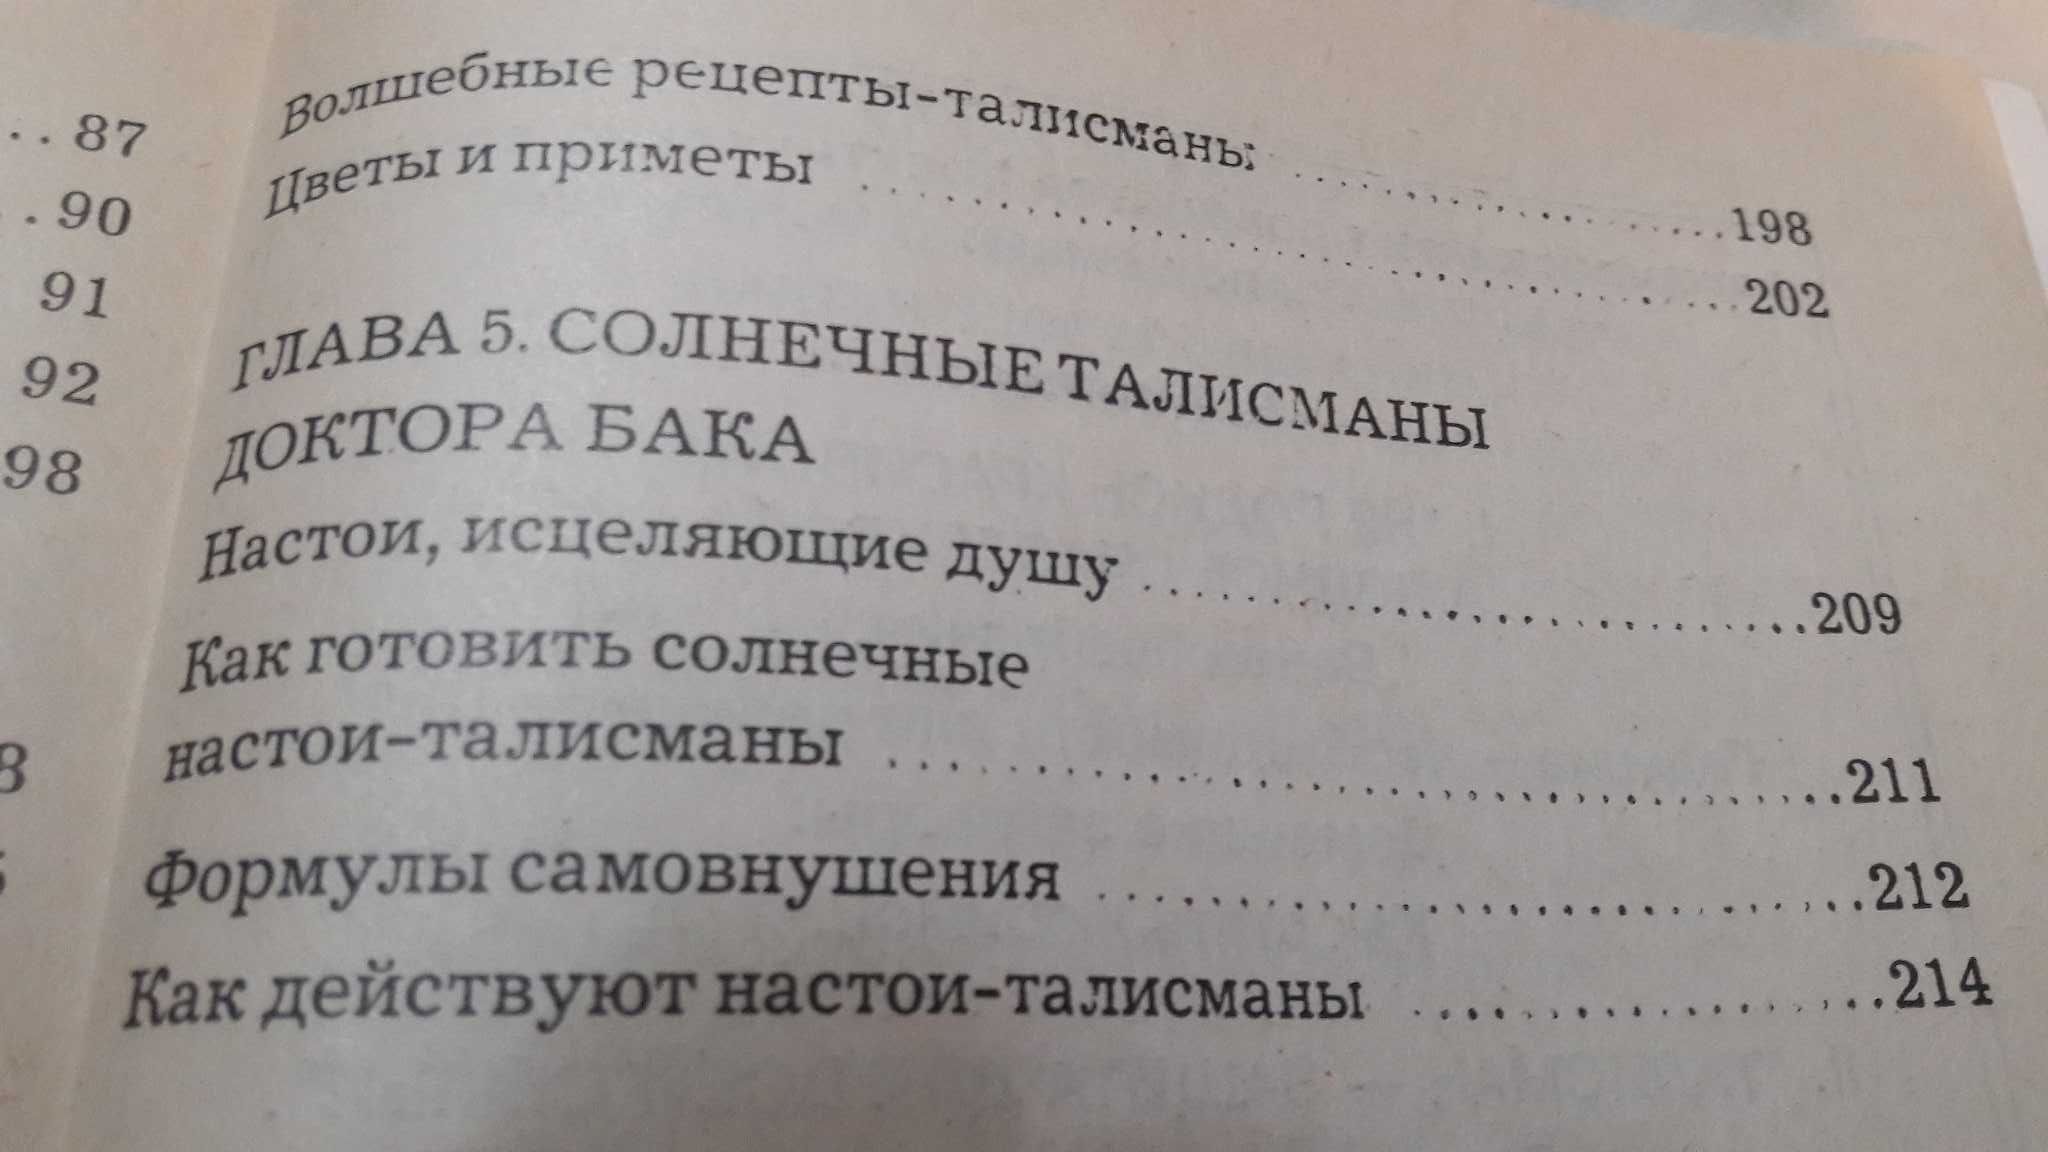 .. 87
. 90
91
92
98
Волшебные рецепты-талисманы ..................198
Цветы и приметы ..................202
ГЛАВА 5. СОЛНЕЧНЫЕ ТАЛИСМАНЫ
ДОКТОРА БАКА
Настои, исцеляющие душу ..................209
Как готовить солнечные
настои-талисманы ..................211
Формулы самовнушения ..................212
Как действуют настои-талисманы ..................214